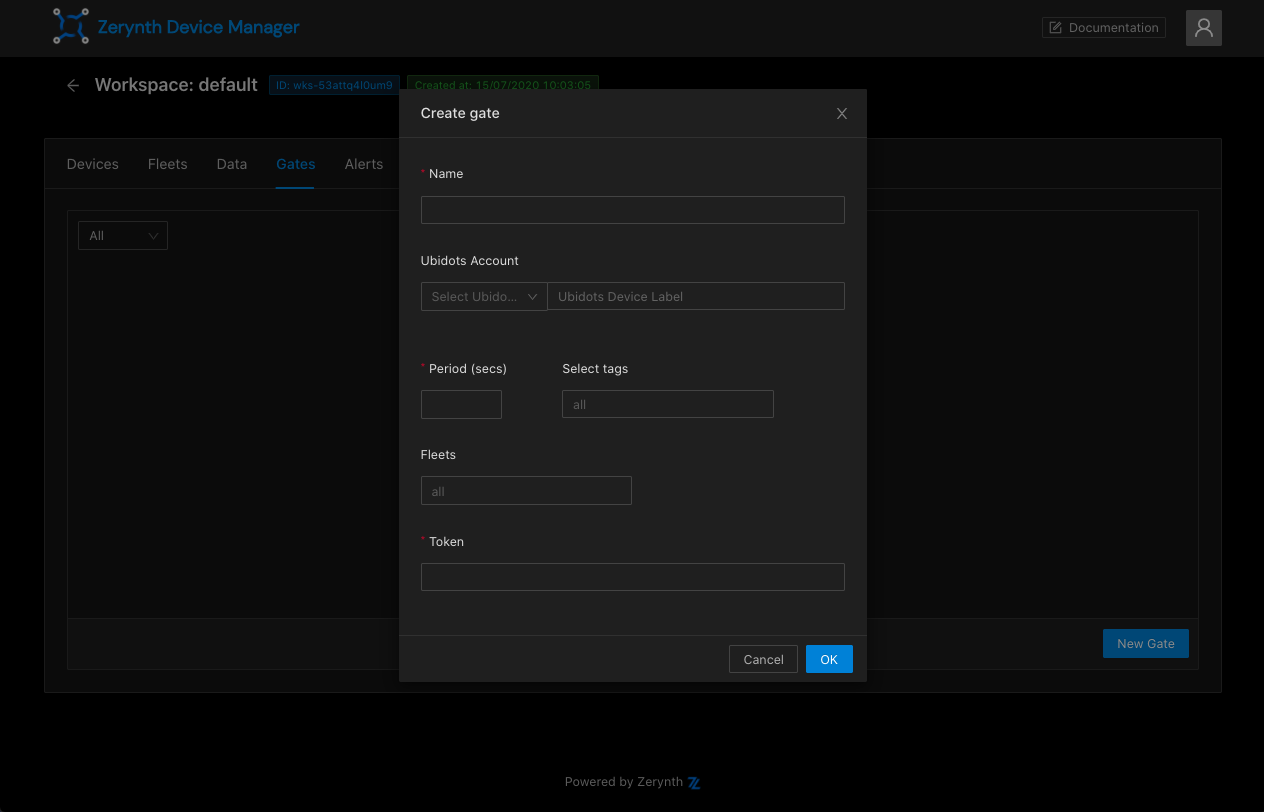 Zerynth Device Manager
Documentation
Workspace: default
ID: wks-53attq4l0um9
Created at: 15/07/2020 10:03:05
Create gate
Devices
Fleets
Data
Gates
Alerts
All
* Name
Ubidots Account
Select Ubido...
Ubidots Device Label
* Period (secs)
Select tags
all
Fleets
all
* Token
New Gate
Cancel
OK
Powered by Zerynth